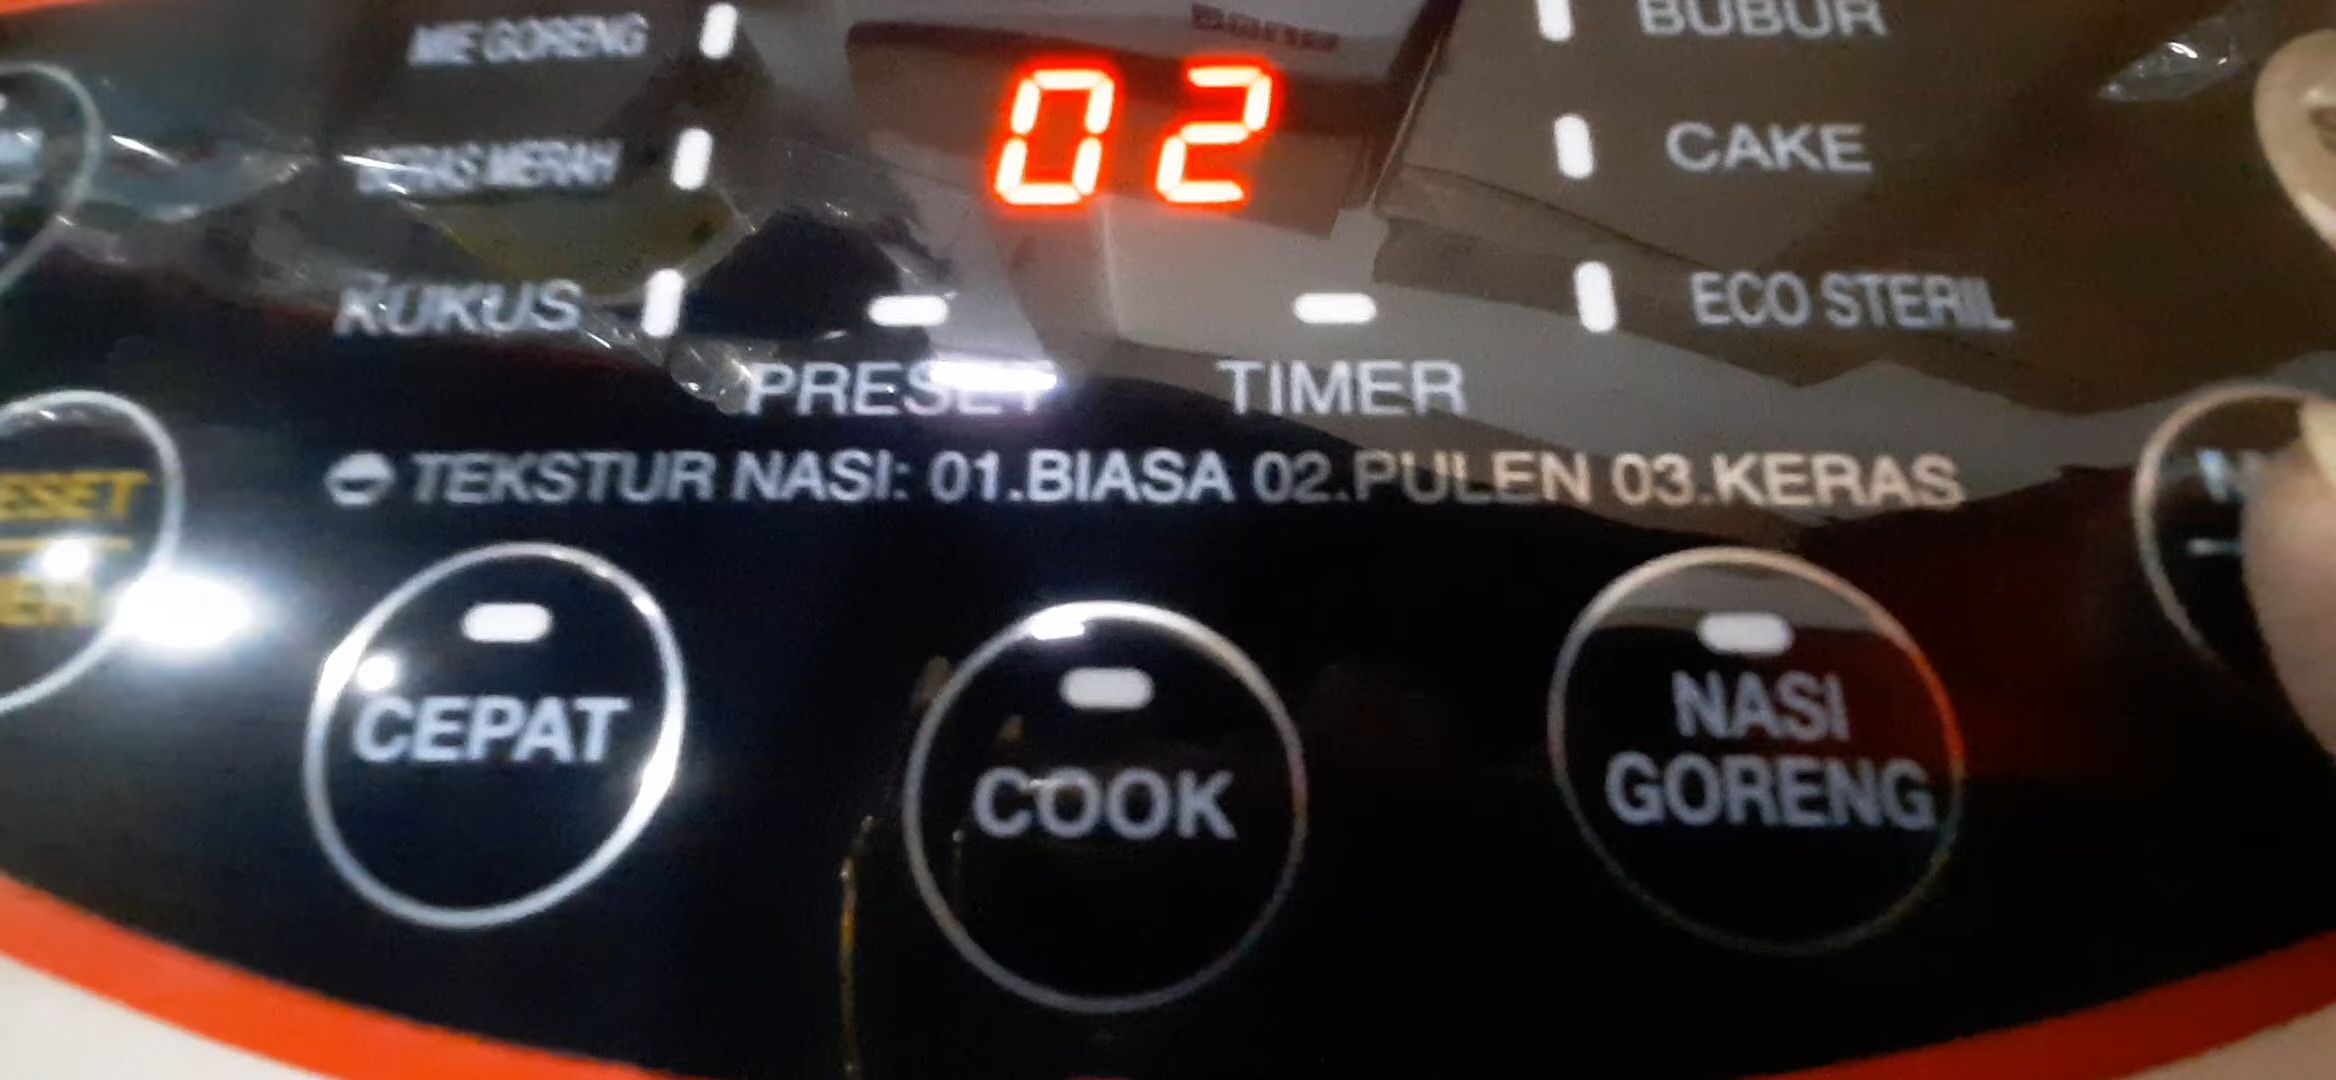 MIE GORENG
BUBUR
02
BERAS MERAH
CAKE
KUKUS
ECO STERIL
PRESET
TIMER
TEKSTUR NASI: 01.BIASA 02.PULEN 03.KERAS
CEPAT
COOK
NASI
GORENG